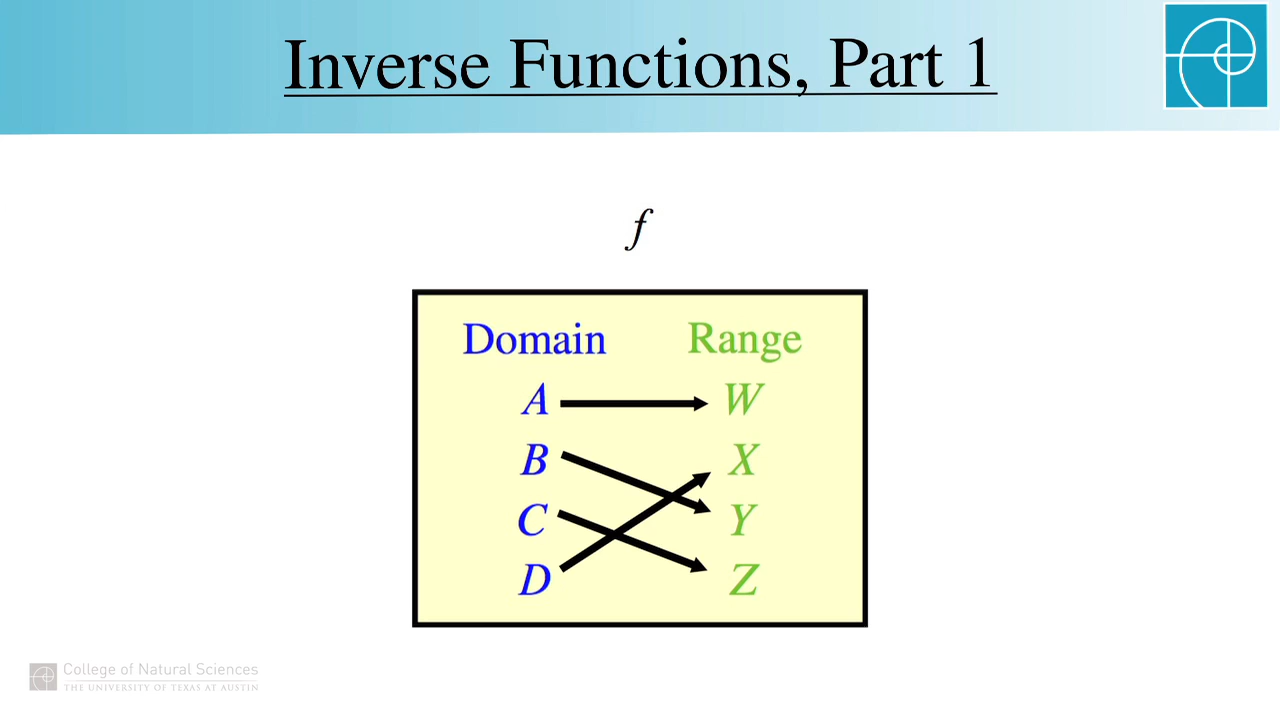 Inverse Functions, Part 1
f
Domain Range
A W
B X
C Y
D Z
College of Natural Sciences
THE UNIVERSITY OF TEXAS AT AUSTIN